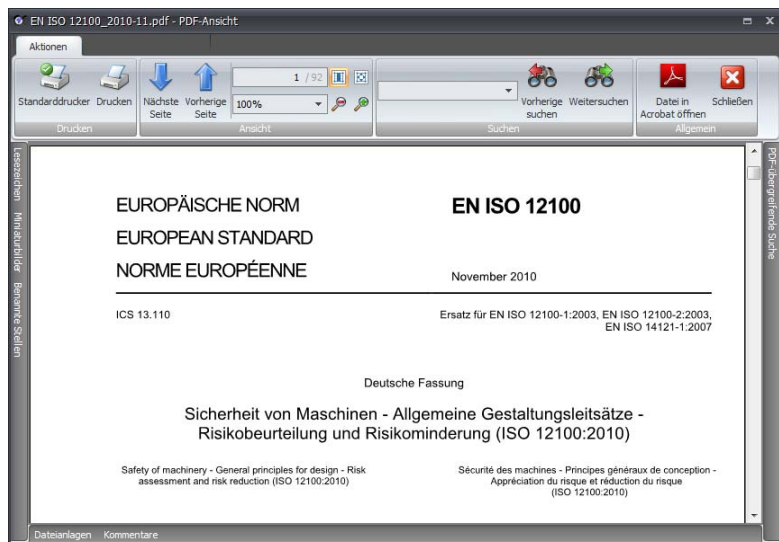 EN ISO 12100_2010-11.pdf - PDF-Ansicht
Aktionen
1 / 92
100%
Standarddrucker
Drucken
Nächste
Seite
Vorherige
Seite
Vorherige
suchen
Weitersuchen
Datei in
Acrobat öffnen
Schließen
Drucken
Ansicht
Suchen
Allgemein
Lesezeichen
Miniaturbilder
Benannte Stellen
PDF-übergreifende Suche
EUROPÄISCHE NORM
EUROPEAN STANDARD
NORME EUROPÉENNE
EN ISO 12100
November 2010
ICS 13.110
Ersatz für EN ISO 12100-1:2003, EN ISO 12100-2:2003,
EN ISO 14121-1:2007
Deutsche Fassung
Sicherheit von Maschinen - Allgemeine Gestaltungsleitsätze -
Risikobeurteilung und Risikominderung (ISO 12100:2010)
Safety of machinery - General principles for design - Risk
assessment and risk reduction (ISO 12100:2010)
Sécurité des machines - Principes généraux de conception -
Appréciation du risque et réduction du risque
(ISO 12100:2010)
Dateianlagen
Kommentare